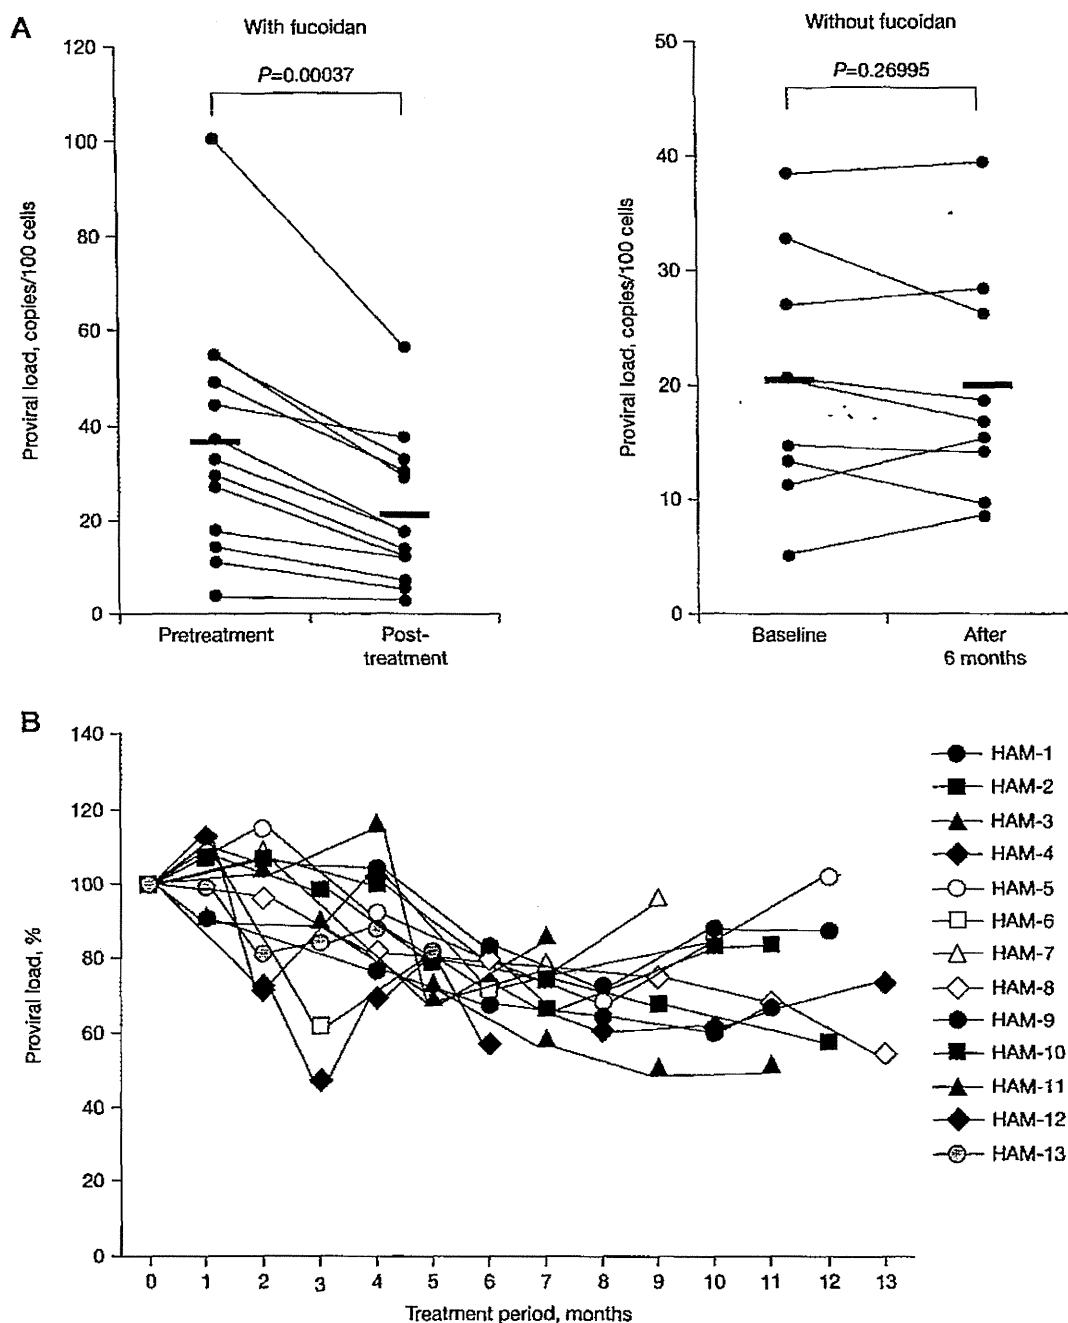 A
With fucoidan
P=0.00037
120
100
80
60
40
20
0
Proviral load, copies/100 cells
Pretreatment
Post-
treatment
Without fucoidan
P=0.26995
50
40
30
20
10
0
Proviral load, copies/100 cells
Baseline
After
6 months
B
140
120
100
80
60
40
20
0
Proviral load, %
0 1 2 3 4 5 6 7 8 9 10 11 12 13
Treatment period, months
HAM-1
HAM-2
HAM-3
HAM-4
HAM-5
HAM-6
HAM-7
HAM-8
HAM-9
HAM-10
HAM-11
HAM-12
HAM-13